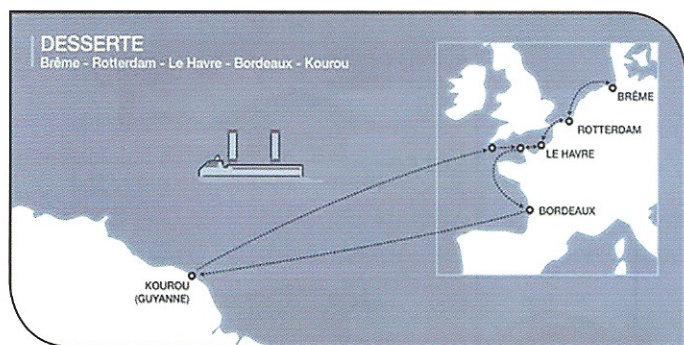 DESSERTE
Brême - Rotterdam - Le Havre - Bordeaux - Kourou
BRÊME
ROTTERDAM
LE HAVRE
BORDEAUX
KOUROU
(GUYANNE)